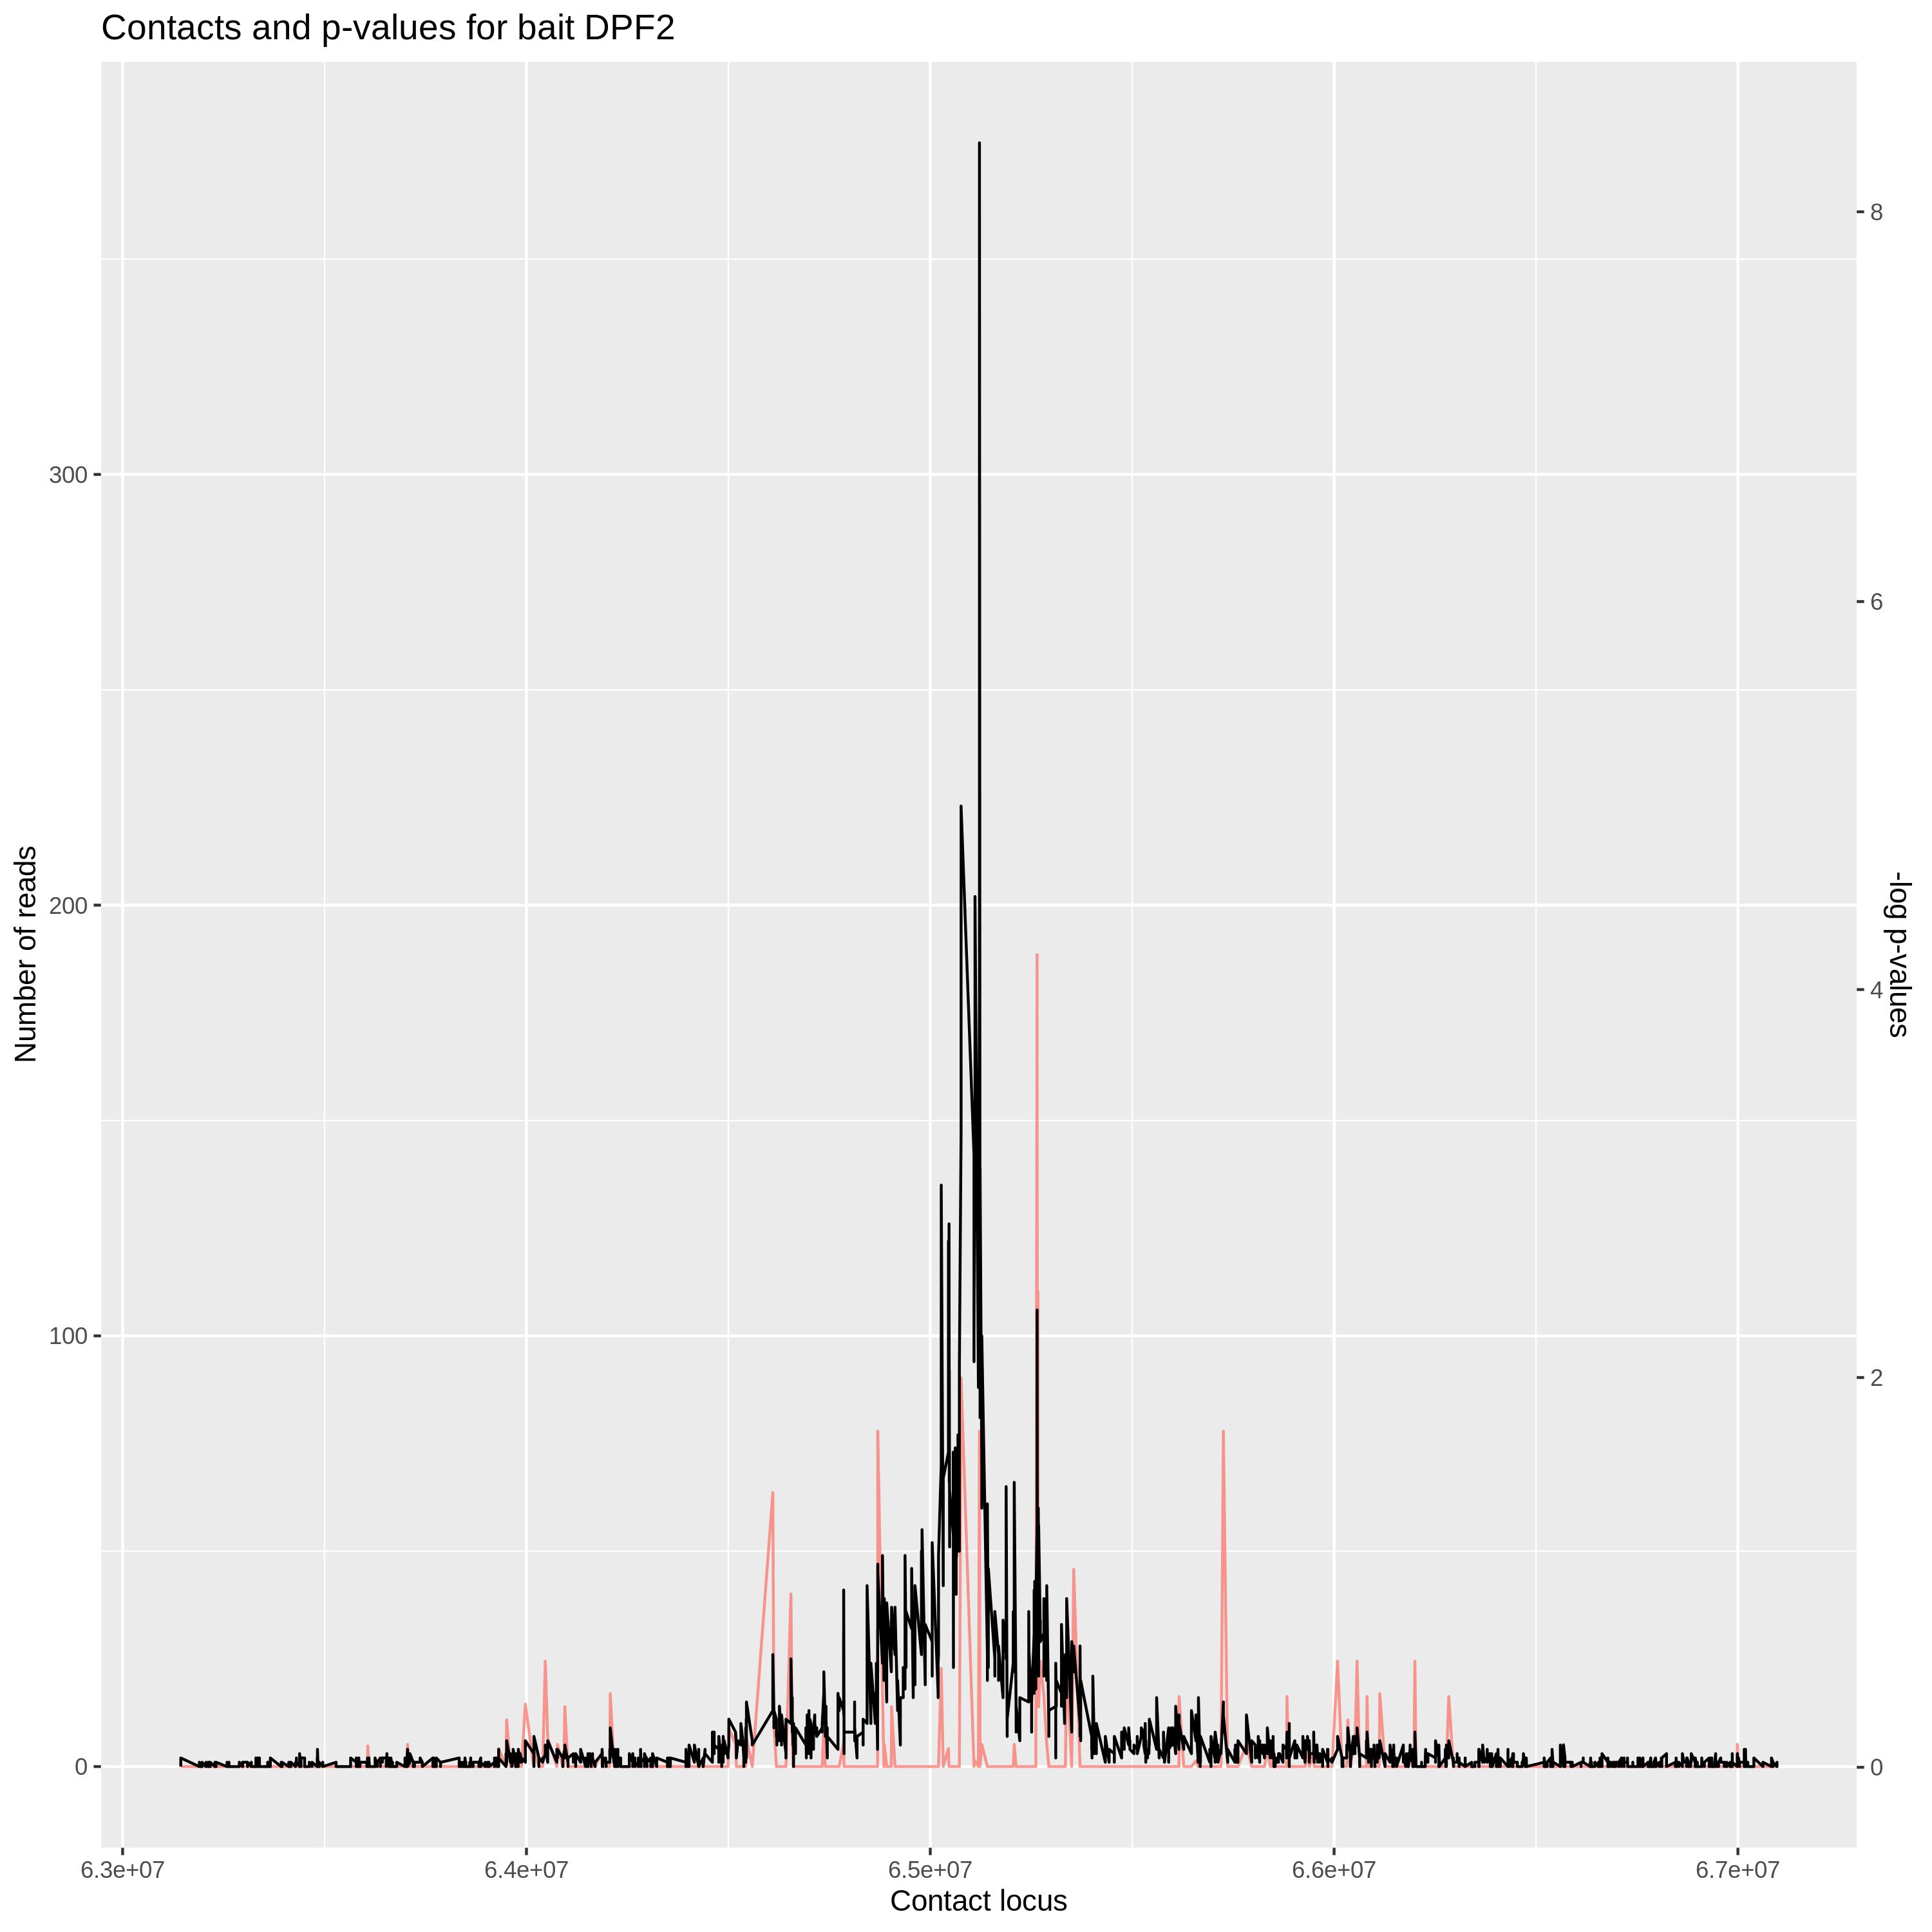 Contacts and p-values for bait DPF2
Number of reads
300
200
100
0
8
6
4
2
0
-log p-values
6.3e+07
6.4e+07
6.5e+07
6.6e+07
6.7e+07
Contact locus